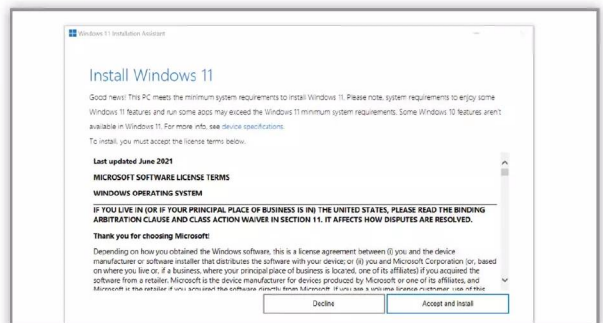 Windows 11 Installation Assistant
Install Windows 11
Good news! This PC meets the minimum system requirements to install Windows 11. Please note, system requirements to enjoy some
Windows 11 features and run some apps may exceed the Windows 11 minimum system requirements. Some Windows 10 features aren't
available in Windows 11. For more info, see device specifications.
To install, you must accept the license terms below.
Last updated June 2021
MICROSOFT SOFTWARE LICENSE TERMS
WINDOWS OPERATING SYSTEM
IF YOU LIVE IN (OR IF YOUR PRINCIPAL PLACE OF BUSINESS IS IN) THE UNITED STATES, PLEASE READ THE BINDING
ARBITRATION CLAUSE AND CLASS ACTION WAIVER IN SECTION 11. IT AFFECTS HOW DISPUTES ARE RESOLVED.
Thank you for choosing Microsoft!
Depending on how you obtained the Windows software, this is a license agreement between (i) you and the device
manufacturer or software installer that distributes the software with your device; or (ii) you and Microsoft Corporation (or, based
on where you live or, if a business, where your principal place of business is located, one of its affiliates) if you acquired the
software from a retailer. Microsoft is the device manufacturer for devices produced by Microsoft or one of its affiliates, and
Microsoft is the retailer if you acquired the software directly from Microsoft. If you are a volume license customer, use of this
Decline
Accept and install